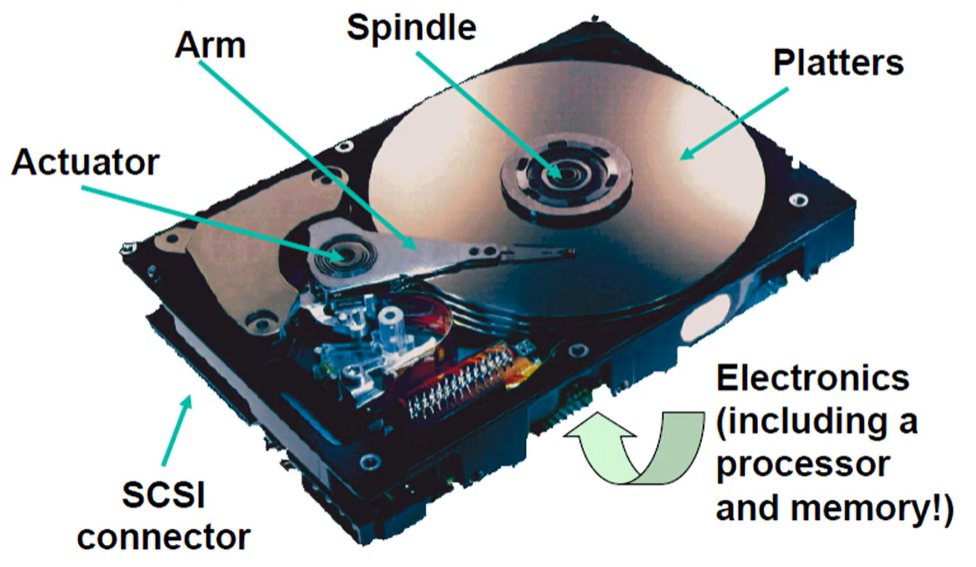 Spindle
Arm
Platters
Actuator
Electronics
(including a
processor
and memory!)
SCSI
connector